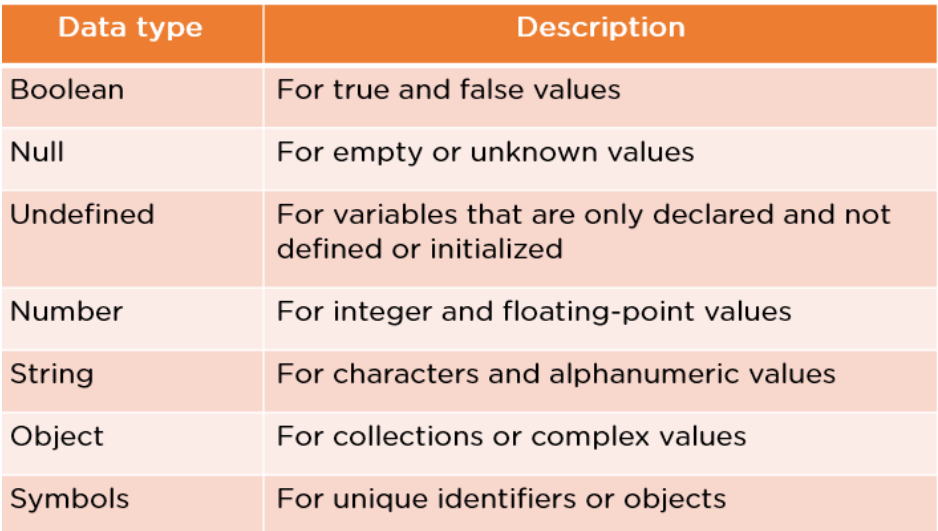 Data type Description
Boolean For true and false values
Null For empty or unknown values
Undefined For variables that are only declared and not
defined or initialized
Number For integer and floating-point values
String For characters and alphanumeric values
Object For collections or complex values
Symbols For unique identifiers or objects